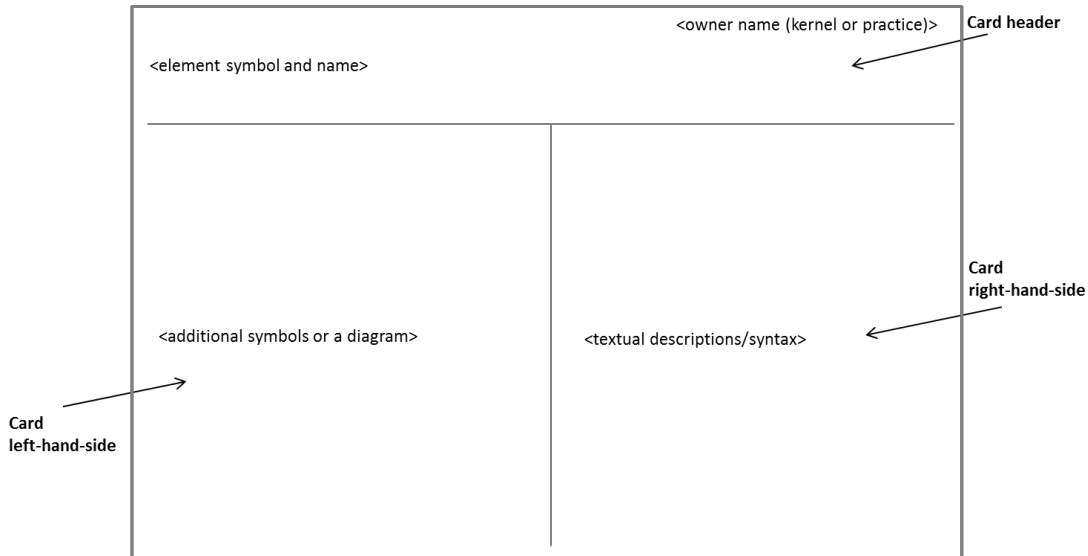 <owner name (kernel or practice)>
Card header
<element symbol and name>
Card
right-hand-side
<additional symbols or a diagram>
<textual descriptions/syntax>
Card
left-hand-side